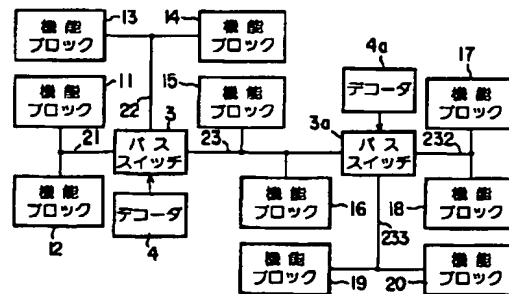 13
機能
ブロック
14
機能
ブロック
11
機能
ブロック
22
15
機能
ブロック
4a
デコーダ
17
機能
ブロック
21
3
バス
スイッチ
23
3a
バス
スイッチ
232
機能
ブロック
12
デコーダ
4
機能
ブロック
16
機能
ブロック
18
233
機能
ブロック
19
機能
ブロック
20